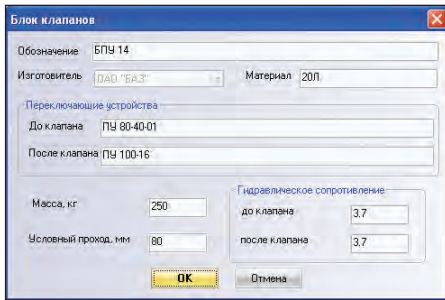 Блок клапанов
Обозначение БПУ 14
Изготовитель ОАО "БАЗ" Материал 20Л
Переключающие устройства
До клапана ПУ 80-40-01
После клапана ПУ 100-16
Гидравлическое сопротивление
Масса, кг 250 до клапана 3.7
Условный проход, мм 80 после клапана 3.7
OK Отмена